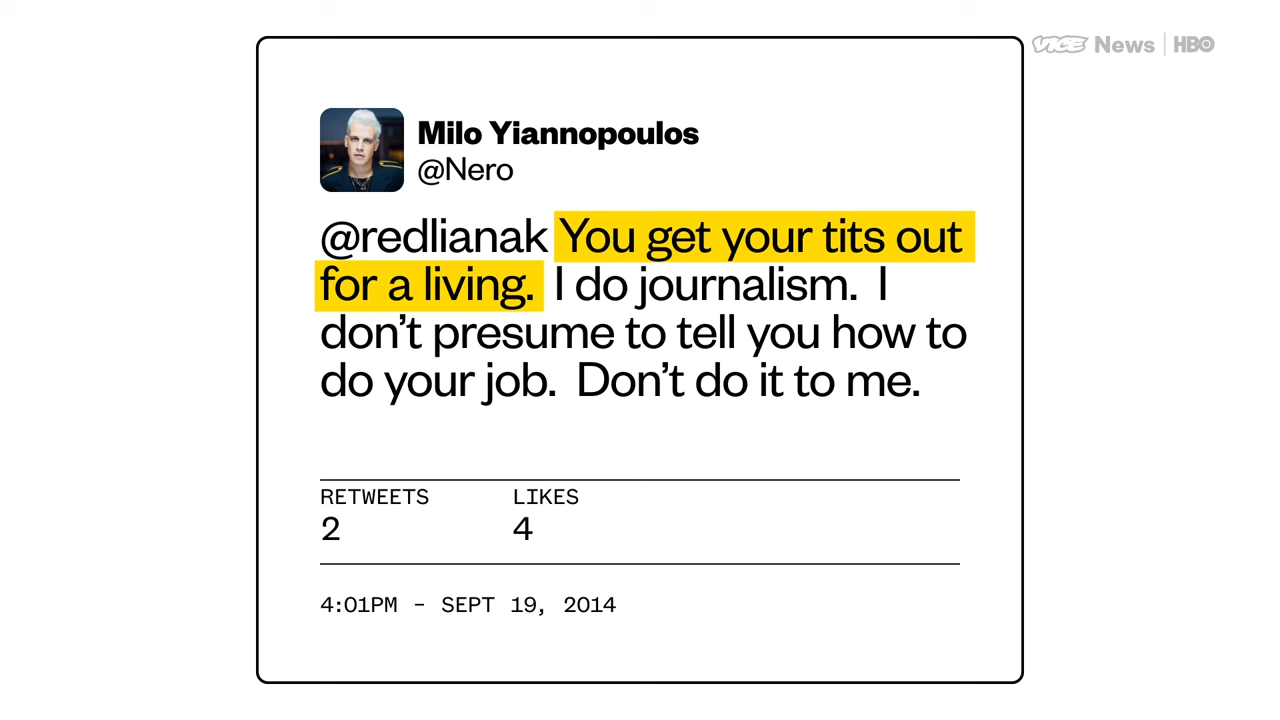 VICE News | HBO
Milo Yiannopoulos
@Nero
@redlianak You get your tits out
for a living. I do journalism. I
don't presume to tell you how to
do your job. Don't do it to me.
RETWEETS LIKES
2 4
4:01PM - SEPT 19, 2014